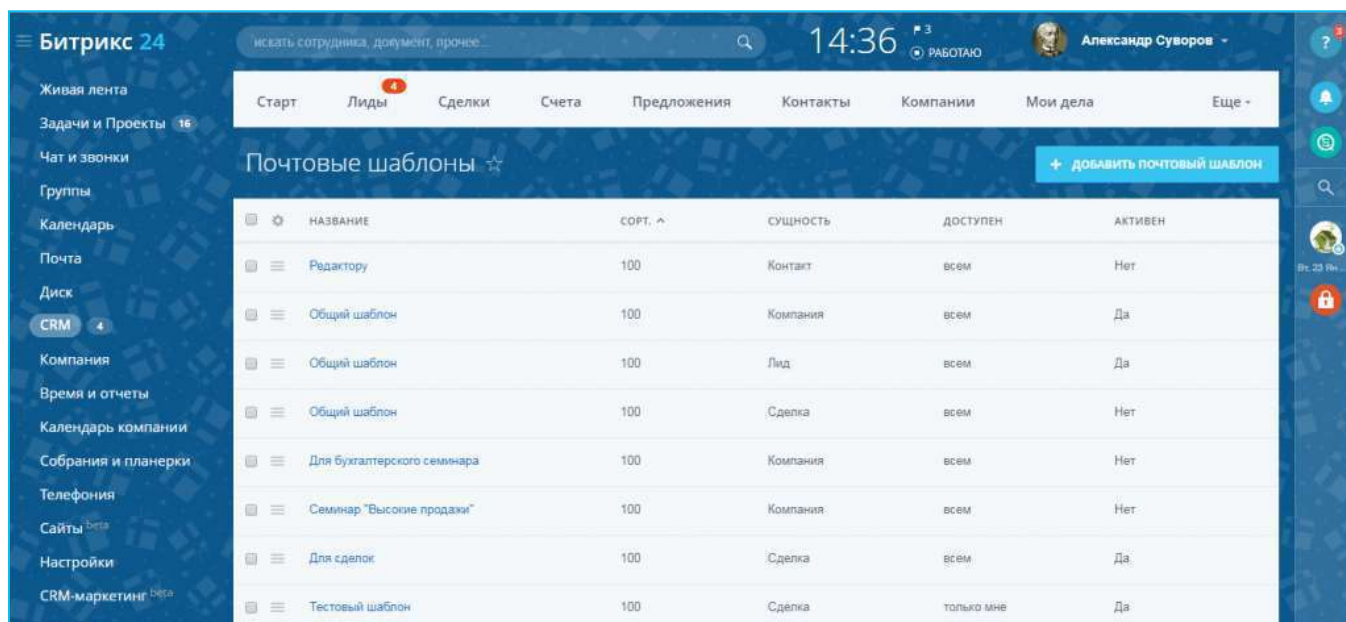 Битрикс 24
искать сотрудника, документ, прочее...
14:36
3
РАБОТАЮ
Александр Суворов
?
Живая лента
Задачи и Проекты 16
Чат и звонки
Группы
Календарь
Почта
Диск
CRM 4
Компания
Время и отчеты
Календарь компании
Собрания и планерки
Телефония
Сайты beta
Настройки
CRM-маркетинг beta
Старт Лиды 4 Сделки Счета Предложения Контакты Компании Мои дела Еще
Почтовые шаблоны
+ ДОБАВИТЬ ПОЧТОВЫЙ ШАБЛОН
НАЗВАНИЕ СОРТ. СУЩНОСТЬ ДОСТУПЕН АКТИВЕН
Редактору 100 Контакт всем Нет
Общий шаблон 100 Компания всем Да
Общий шаблон 100 Лид всем Да
Общий шаблон 100 Сделка всем Нет
Для бухгалтерского семинара 100 Компания всем Нет
Семинар "Высокие продажи" 100 Компания всем Нет
Для сделок 100 Сделка всем Да
Тестовый шаблон 100 Сделка только мне Да
Вт, 23 Ян...